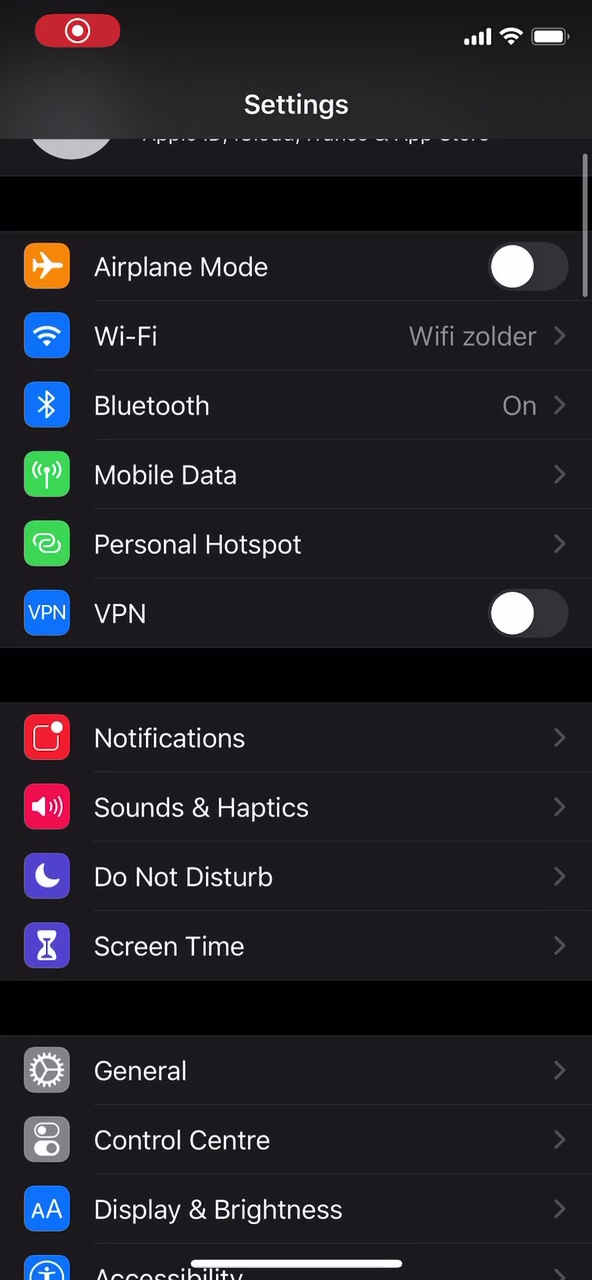 Settings
Apple ID, iCloud, iTunes & App Store
Airplane Mode
Wi-Fi Wifi zolder
Bluetooth On
Mobile Data
Personal Hotspot
VPN VPN
Notifications
Sounds & Haptics
Do Not Disturb
Screen Time
General
Control Centre
AA Display & Brightness
Accessibility